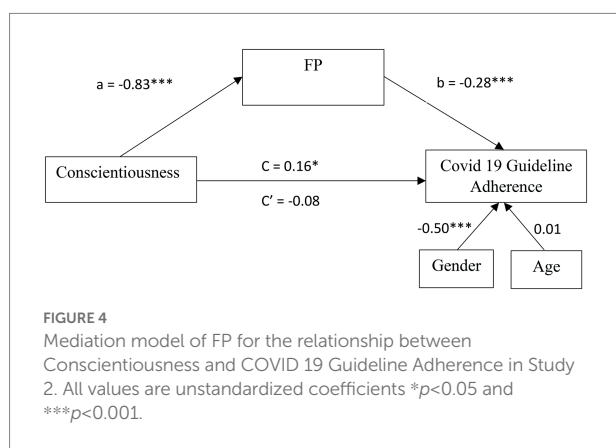 FP
a = -0.83***
b = -0.28***
Conscientiousness
C = 0.16*
C’ = -0.08
Covid 19 Guideline
Adherence
-0.50***
0.01
Gender
Age
FIGURE 4
Mediation model of FP for the relationship between
Conscientiousness and COVID 19 Guideline Adherence in Study
2. All values are unstandardized coefficients *p<0.05 and
***p<0.001.